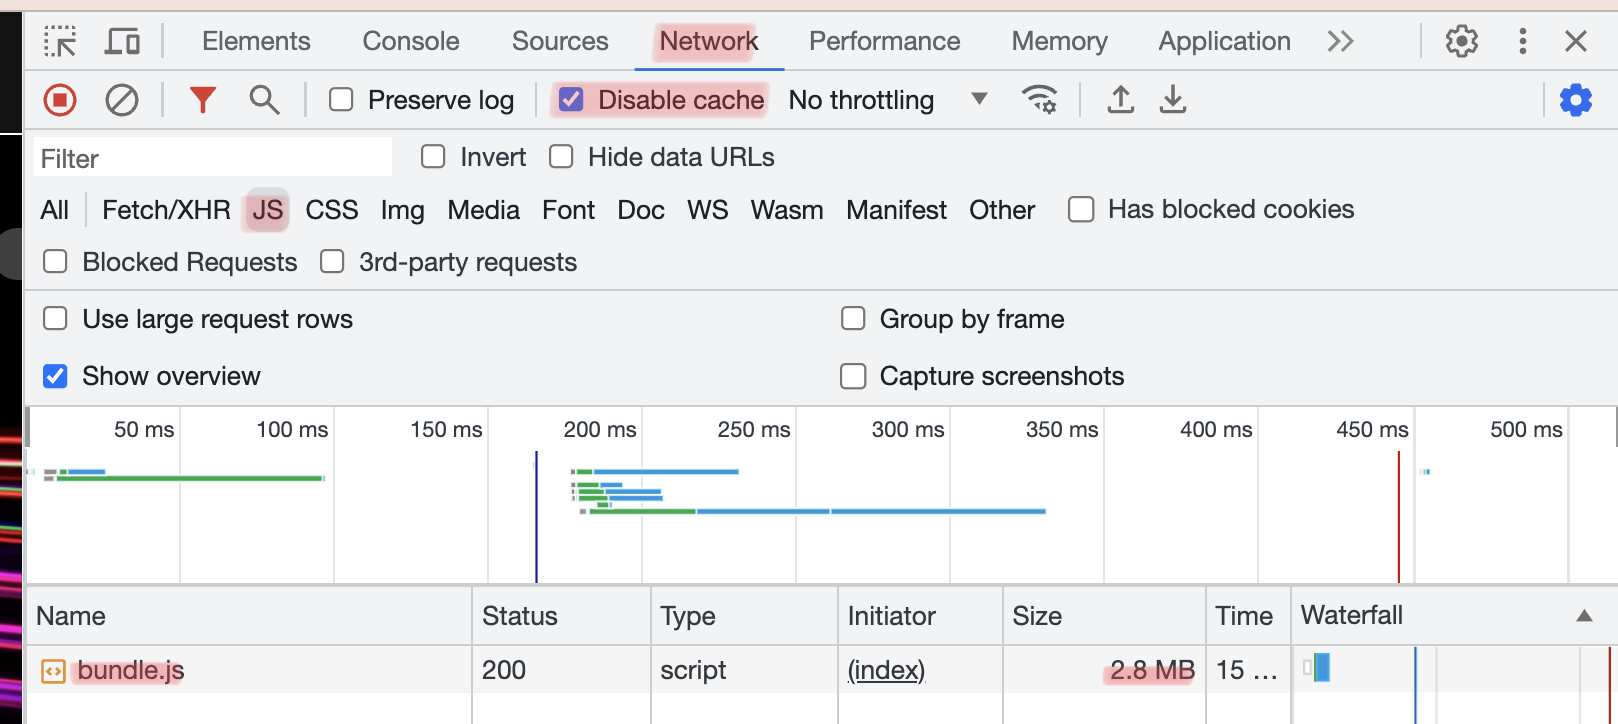 Elements Console Sources Network Performance Memory Application
Preserve log Disable cache No throttling
Filter Invert Hide data URLs
All Fetch/XHR JS CSS Img Media Font Doc WS Wasm Manifest Other Has blocked cookies
Blocked Requests 3rd-party requests
Use large request rows Group by frame
Show overview Capture screenshots
50 ms 100 ms 150 ms 200 ms 250 ms 300 ms 350 ms 400 ms 450 ms 500 ms
Name Status Type Initiator Size Time Waterfall
bundle.js 200 script (index) 2.8 MB 15 ...